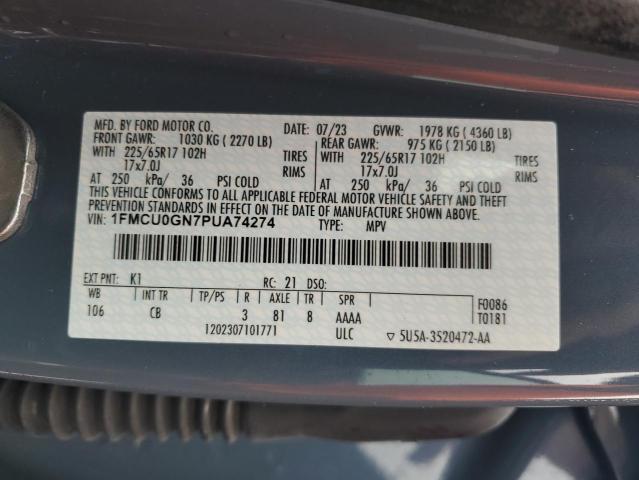 MFD. BY FORD MOTOR CO.
DATE: 07/23 GVWR: 1978 KG ( 4360 LB)
FRONT GAWR: 1030 KG ( 2270 LB)
REAR GAWR: 975 KG ( 2150 LB)
WITH 225/65R17 102H TIRES
WITH 225/65R17 102H TIRES
17x7.0J RIMS
17x7.0J RIMS
AT 250 kPa/ 36 PSI COLD
AT 250 kPa/ 36 PSI COLD
THIS VEHICLE CONFORMS TO ALL APPLICABLE FEDERAL MOTOR VEHICLE SAFETY AND THEFT
PREVENTION STANDARDS IN EFFECT ON THE DATE OF MANUFACTURE SHOWN ABOVE.
VIN: 1FMCU0GN7PUA74274 TYPE: MPV
EXT PNT: K1 RC: 21 DSO:
WB INT TR TP/PS R AXLE TR SPR F0086
106 CB 3 81 8 AAAA T0181
1202307101771 ULC ▽ 5U5A-3520472-AA